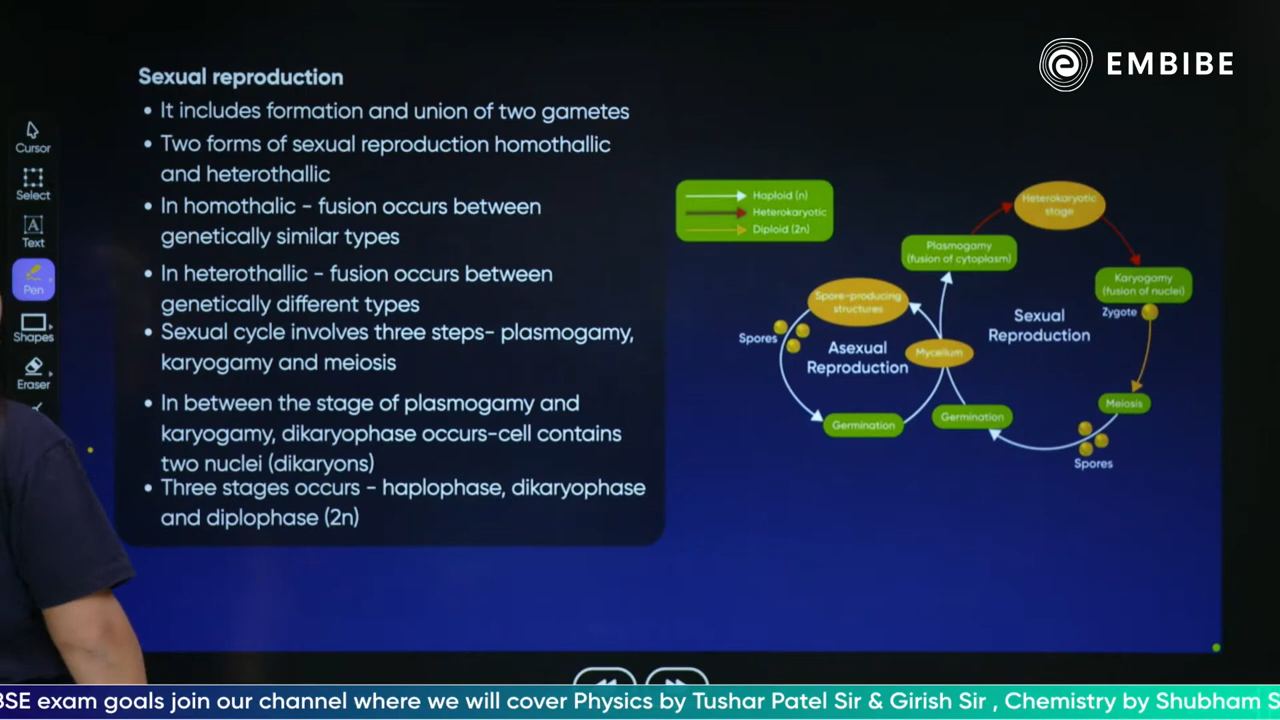 EMBIBE
Sexual reproduction
• It includes formation and union of two gametes
• Two forms of sexual reproduction homothallic
and heterothallic
• In homothalic - fusion occurs between
genetically similar types
• In heterothallic - fusion occurs between
genetically different types
• Sexual cycle involves three steps- plasmogamy,
karyogamy and meiosis
• In between the stage of plasmogamy and
karyogamy, dikaryophase occurs-cell contains
two nuclei (dikaryons)
• Three stages occurs - haplophase, dikaryophase
and diplophase (2n)
Cursor
Select
A
Text
Pen
Shapes
Eraser
Haploid (n)
Heterokaryotic
Diploid (2n)
Heterokaryotic
stage
Plasmogamy
(fusion of cytoplasm)
Karyogamy
(fusion of nuclei)
Zygote
Spore-producing
structures
Spores
Asexual
Reproduction
Mycelium
Sexual
Reproduction
Meiosis
Germination
Germination
Spores
BSE exam goals join our channel where we will cover Physics by Tushar Patel Sir & Girish Sir , Chemistry by Shubham S